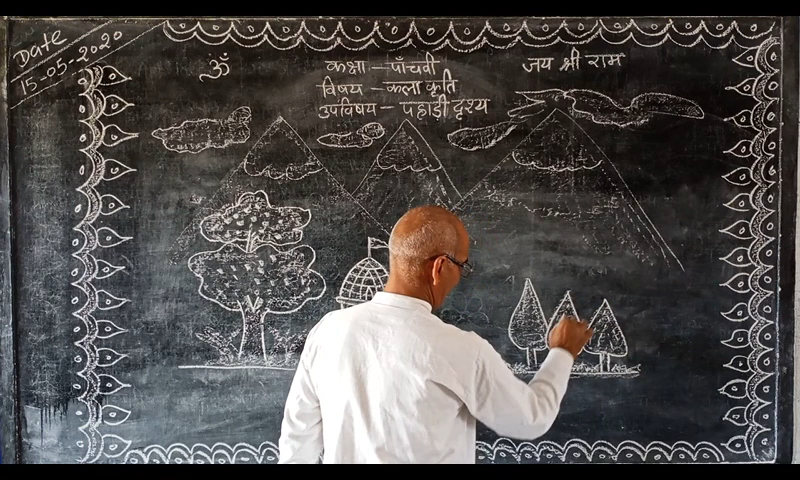 Date
15-05-2020
ॐ
कक्षा — पाँचवी
जय श्री राम
विषय — कला कृति
उपविषय — पहाडी दृश्य